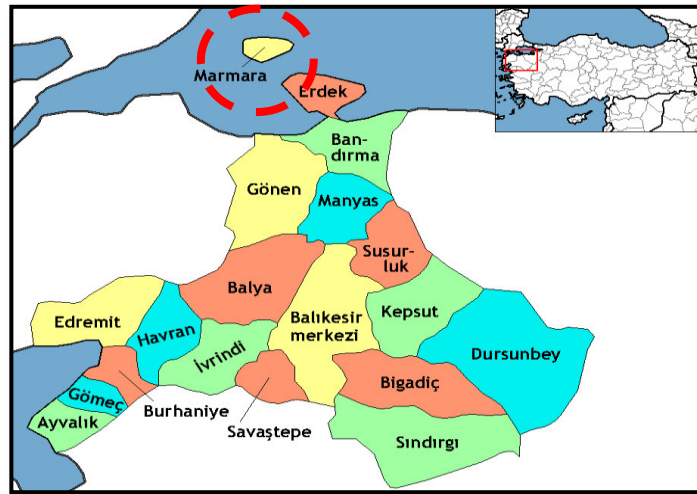 Marmara
Erdek
Ban-
dırma
Gönen
Manyas
Susur-
luk
Balya
Kepsut
Edremit
Havran
Balıkesir
merkezi
İvrindi
Dursunbey
Bigadiç
Gömeç
Burhaniye
Ayvalık
Savaştepe
Sındırgı